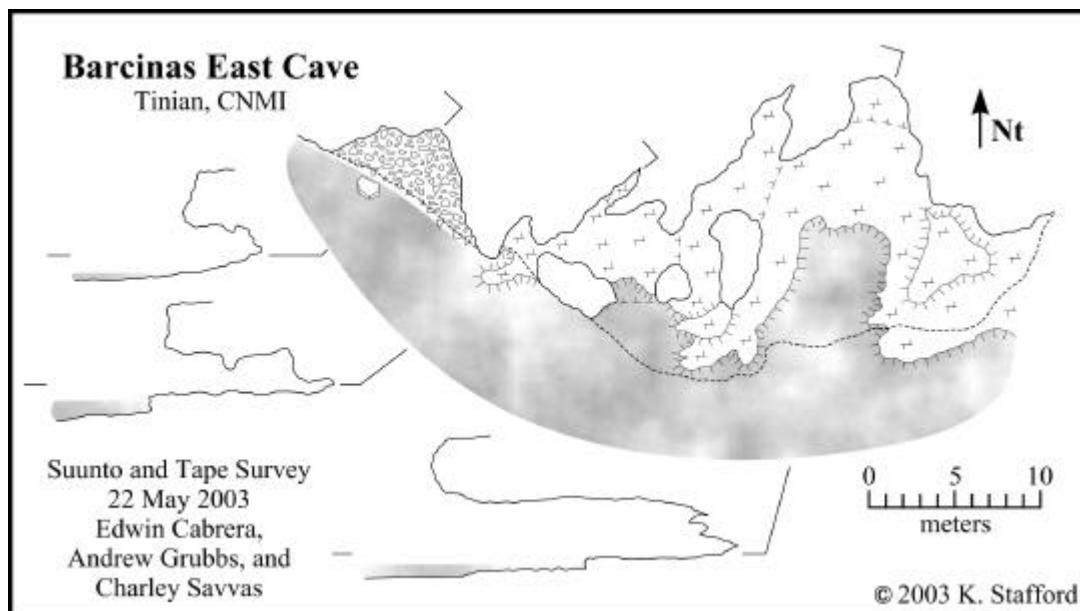 Barcinas East Cave
Tinian, CNMI
Nt
Suunto and Tape Survey
22 May 2003
Edwin Cabrera,
Andrew Grubbs, and
Charley Savvas
0 5 10
meters
© 2003 K. Stafford